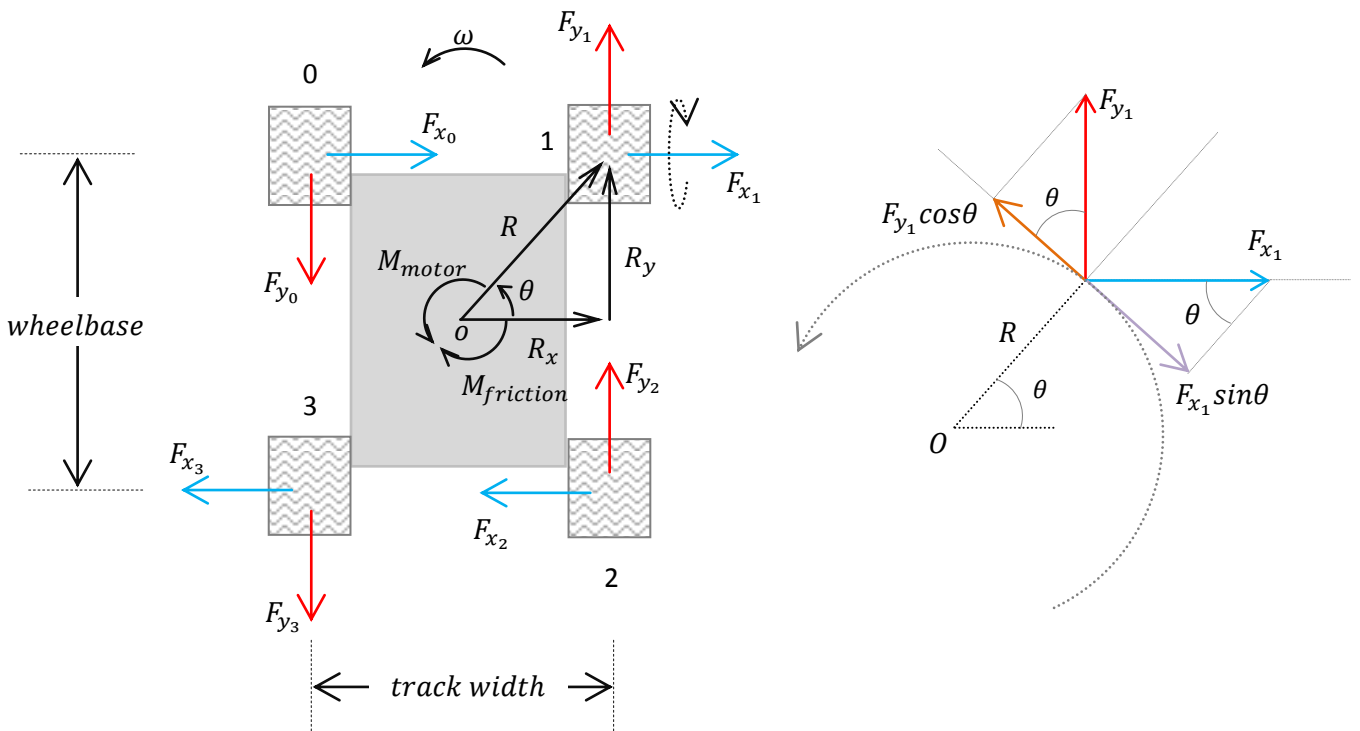 ω
0
F_{y_1}
F_{x_0}
1
F_{x_1}
R
M_{motor}
θ
R_y
F_{y_0}
wheelbase
o
R_x
M_{friction}
F_{y_2}
3
F_{x_3}
F_{x_2}
2
F_{y_3}
track width
F_{y_1}
θ
F_{y_1}cosθ
F_{x_1}
θ
R
F_{x_1}sinθ
θ
O